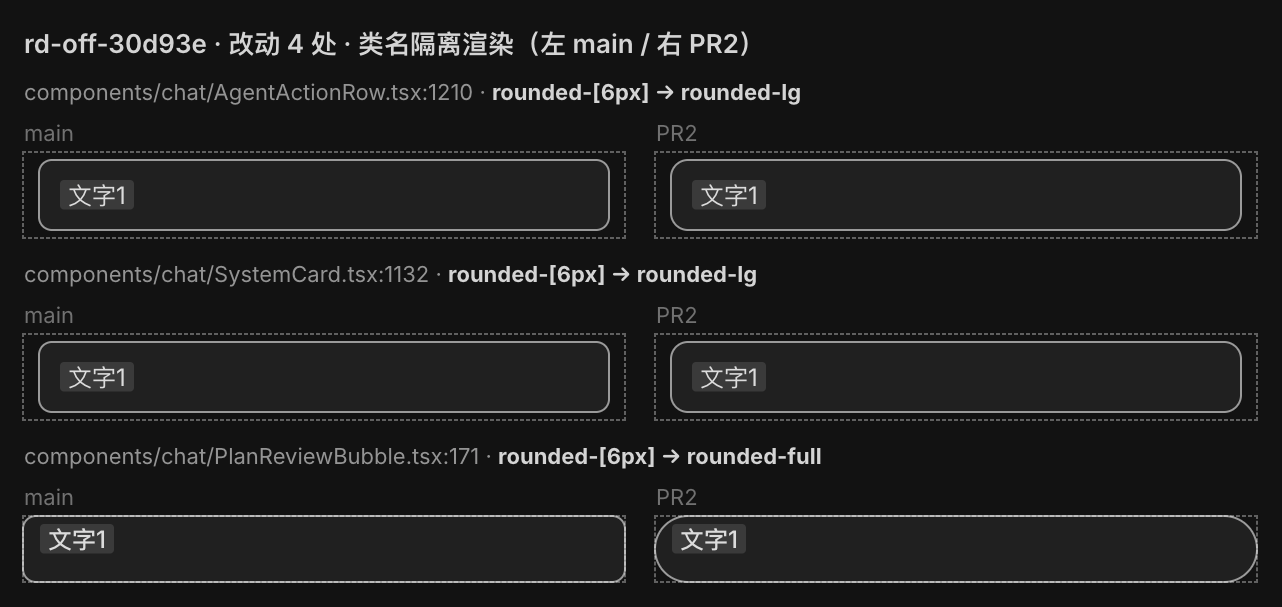 rd-off-30d93e · 改动 4 处 · 类名隔离渲染（左 main / 右 PR2）
components/chat/AgentActionRow.tsx:1210 · rounded-[6px] → rounded-lg
main PR2
文字1 文字1
components/chat/SystemCard.tsx:1132 · rounded-[6px] → rounded-lg
main PR2
文字1 文字1
components/chat/PlanReviewBubble.tsx:171 · rounded-[6px] → rounded-full
main PR2
文字1 文字1